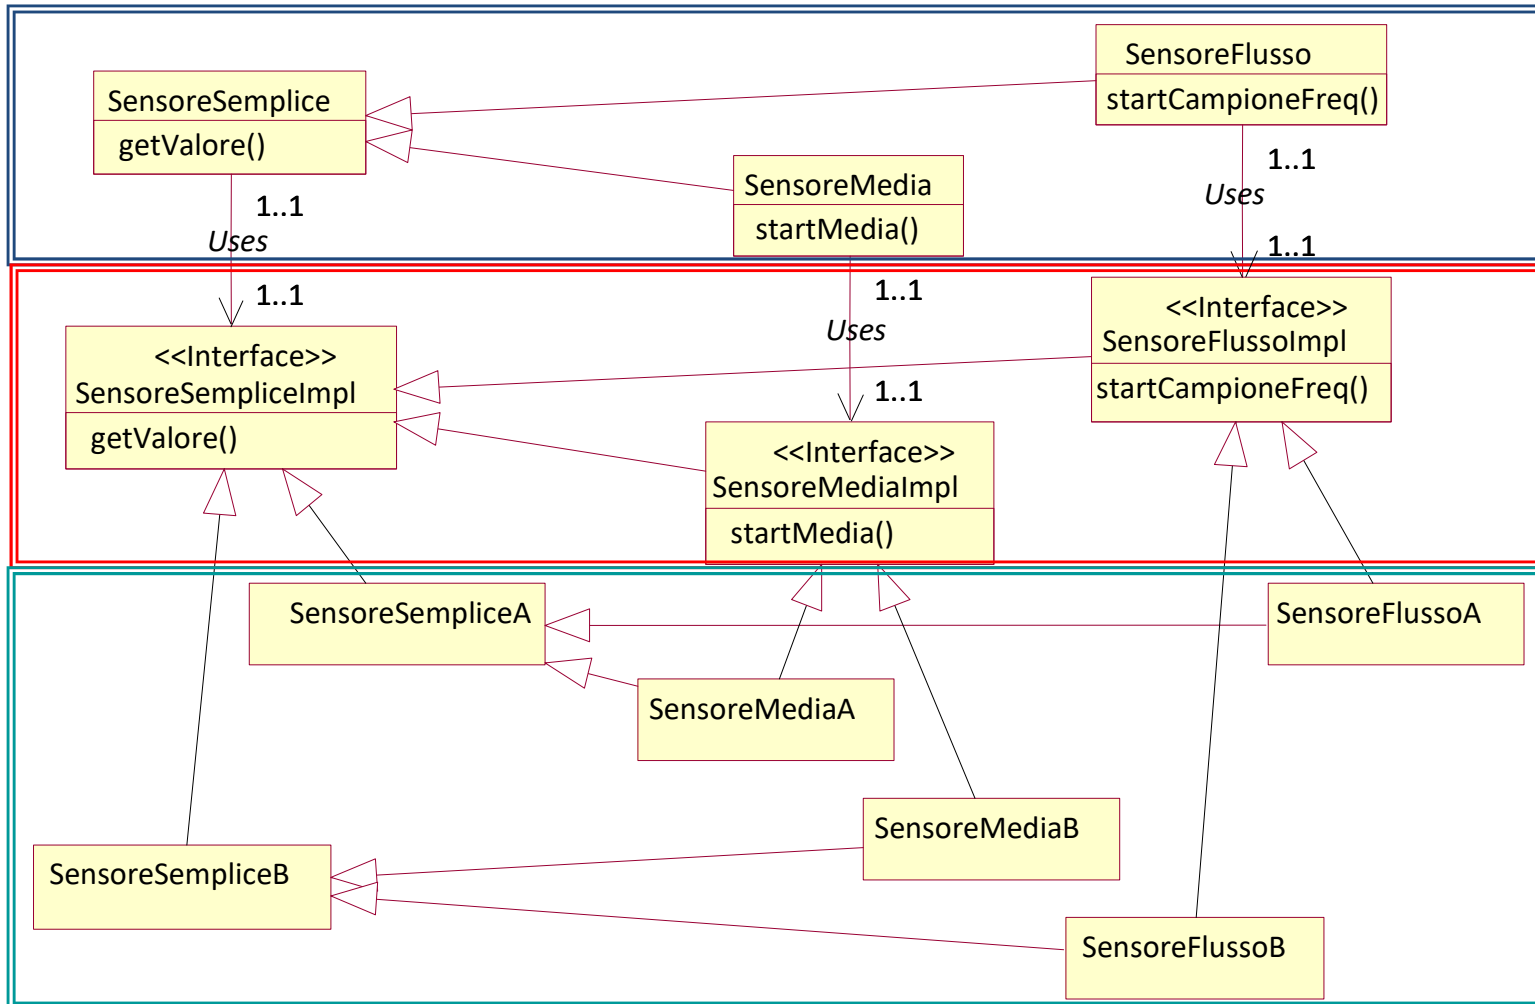 SensoreFlusso
startCampioneFreq()
SensoreSemplice
getValore()
SensoreMedia
startMedia()
1..1
Uses
1..1
1..1
Uses
1..1
1..1
Uses
1..1
<<Interface>>
SensoreFlussoImpl
startCampioneFreq()
<<Interface>>
SensoreSempliceImpl
getValore()
<<Interface>>
SensoreMediaImpl
startMedia()
SensoreSempliceA
SensoreFlussoA
SensoreMediaA
SensoreMediaB
SensoreSempliceB
SensoreFlussoB